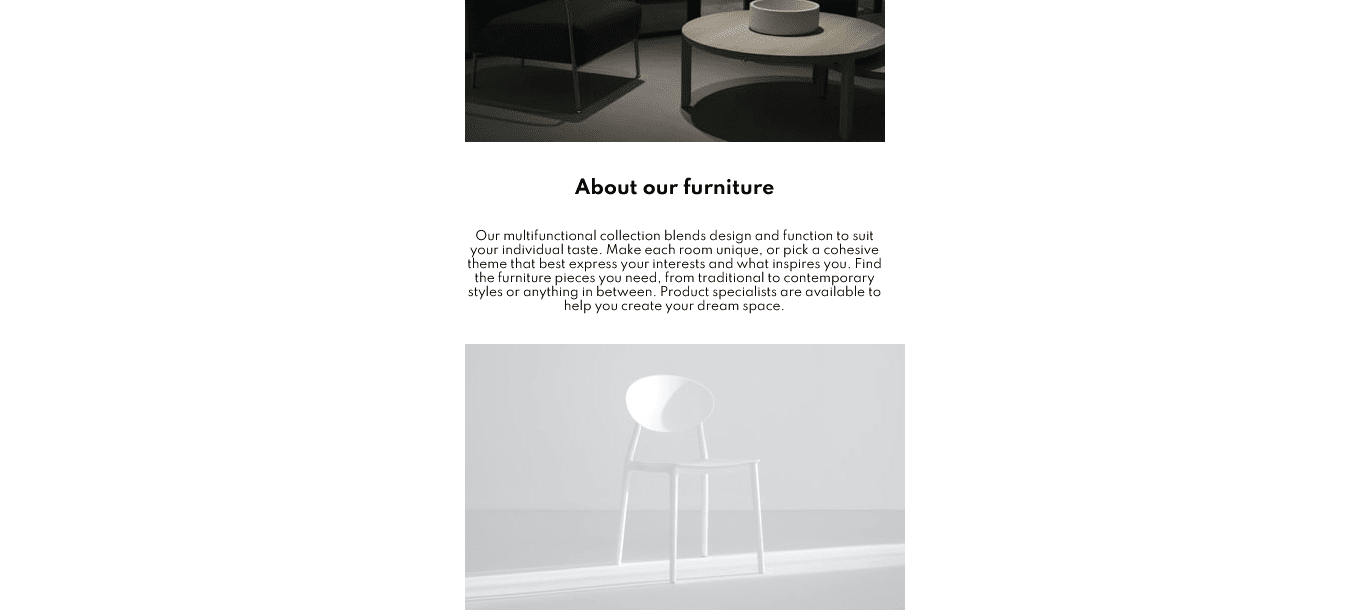 About our furniture
Our multifunctional collection blends design and function to suit
your individual taste. Make each room unique, or pick a cohesive
theme that best express your interests and what inspires you. Find
the furniture pieces you need, from traditional to contemporary
styles or anything in between. Product specialists are available to
help you create your dream space.